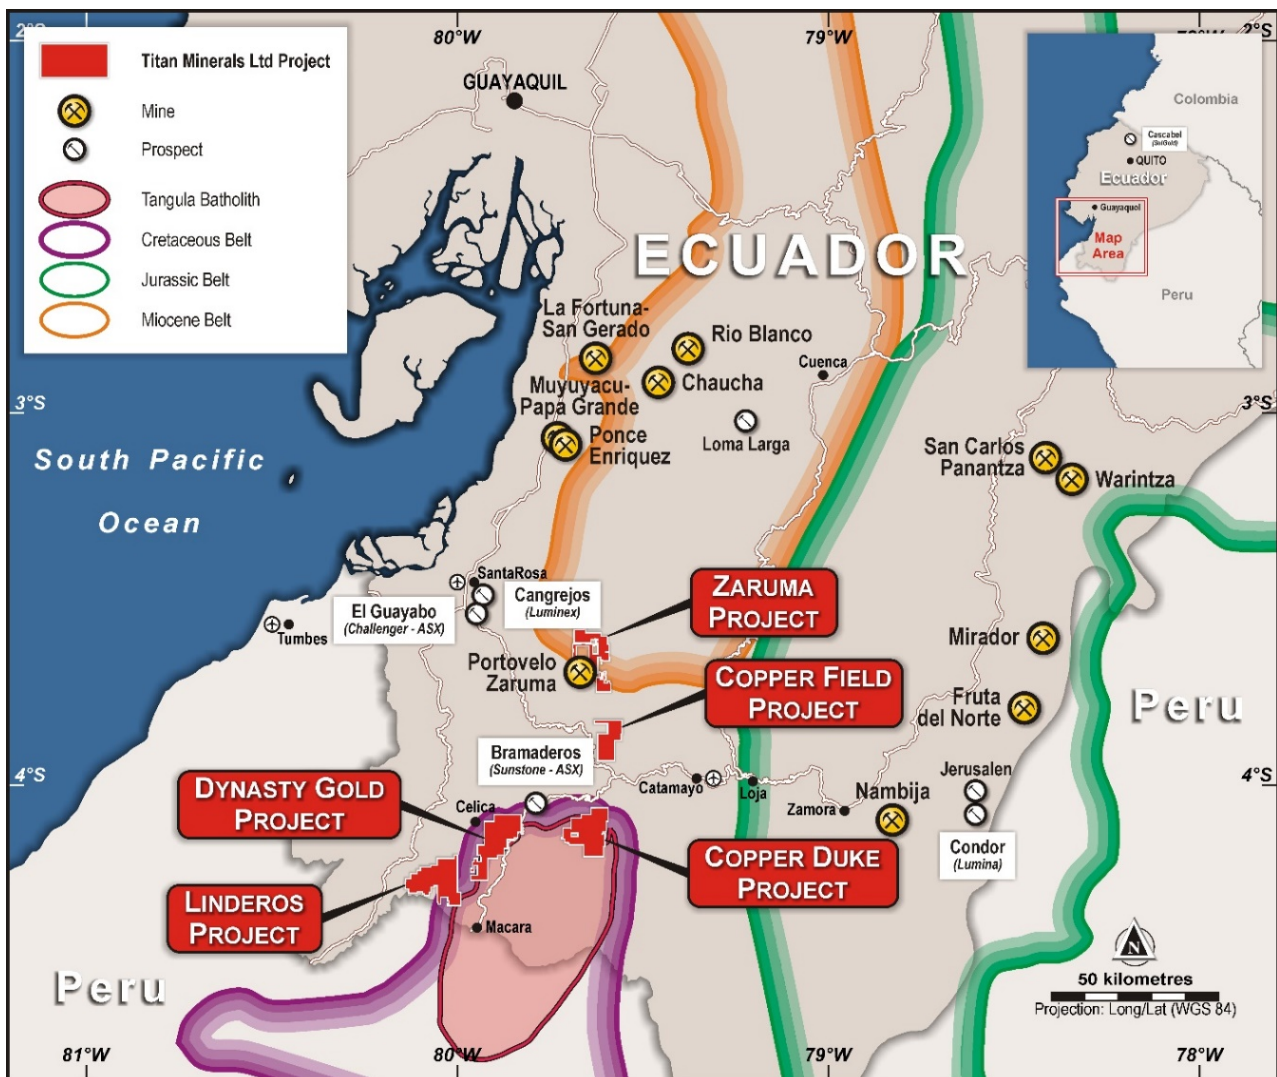 2°S
80°W
79°W
2°S
Titan Minerals Ltd Project
Mine
Prospect
Tangula Batholith
Cretaceous Belt
Jurassic Belt
Miocene Belt
GUAYAQUIL
ECUADOR
Colombia
Cascabel
(SolGold)
QUITO
Ecuador
Guayaquel
Map
Area
Peru
La Fortuna-
San Gerado
Rio Blanco
Cuenca
Muyuyacu-
Papa Grande
Chaucha
3°S
3°S
Ponce
Enriquez
Loma Larga
San Carlos
Panantza
Warintza
South Pacific
Ocean
SantaRosa
El Guayabo
(Challenger - ASX)
Cangrejos
(Luminex)
ZARUMA
PROJECT
Tumbes
Mirador
Portovelo
Zaruma
COPPER FIELD
PROJECT
Fruta
del Norte
Peru
Bramaderos
(Sunstone - ASX)
4°S
4°S
Catamayo
Loja
Zamora
Nambija
Jerusalen
DYNASTY GOLD
PROJECT
Celica
Condor
(Lumina)
COPPER DUKE
PROJECT
LINDEROS
PROJECT
Macara
Peru
N
50 kilometres
Projection: Long/Lat (WGS 84)
81°W
80°W
79°W
78°W